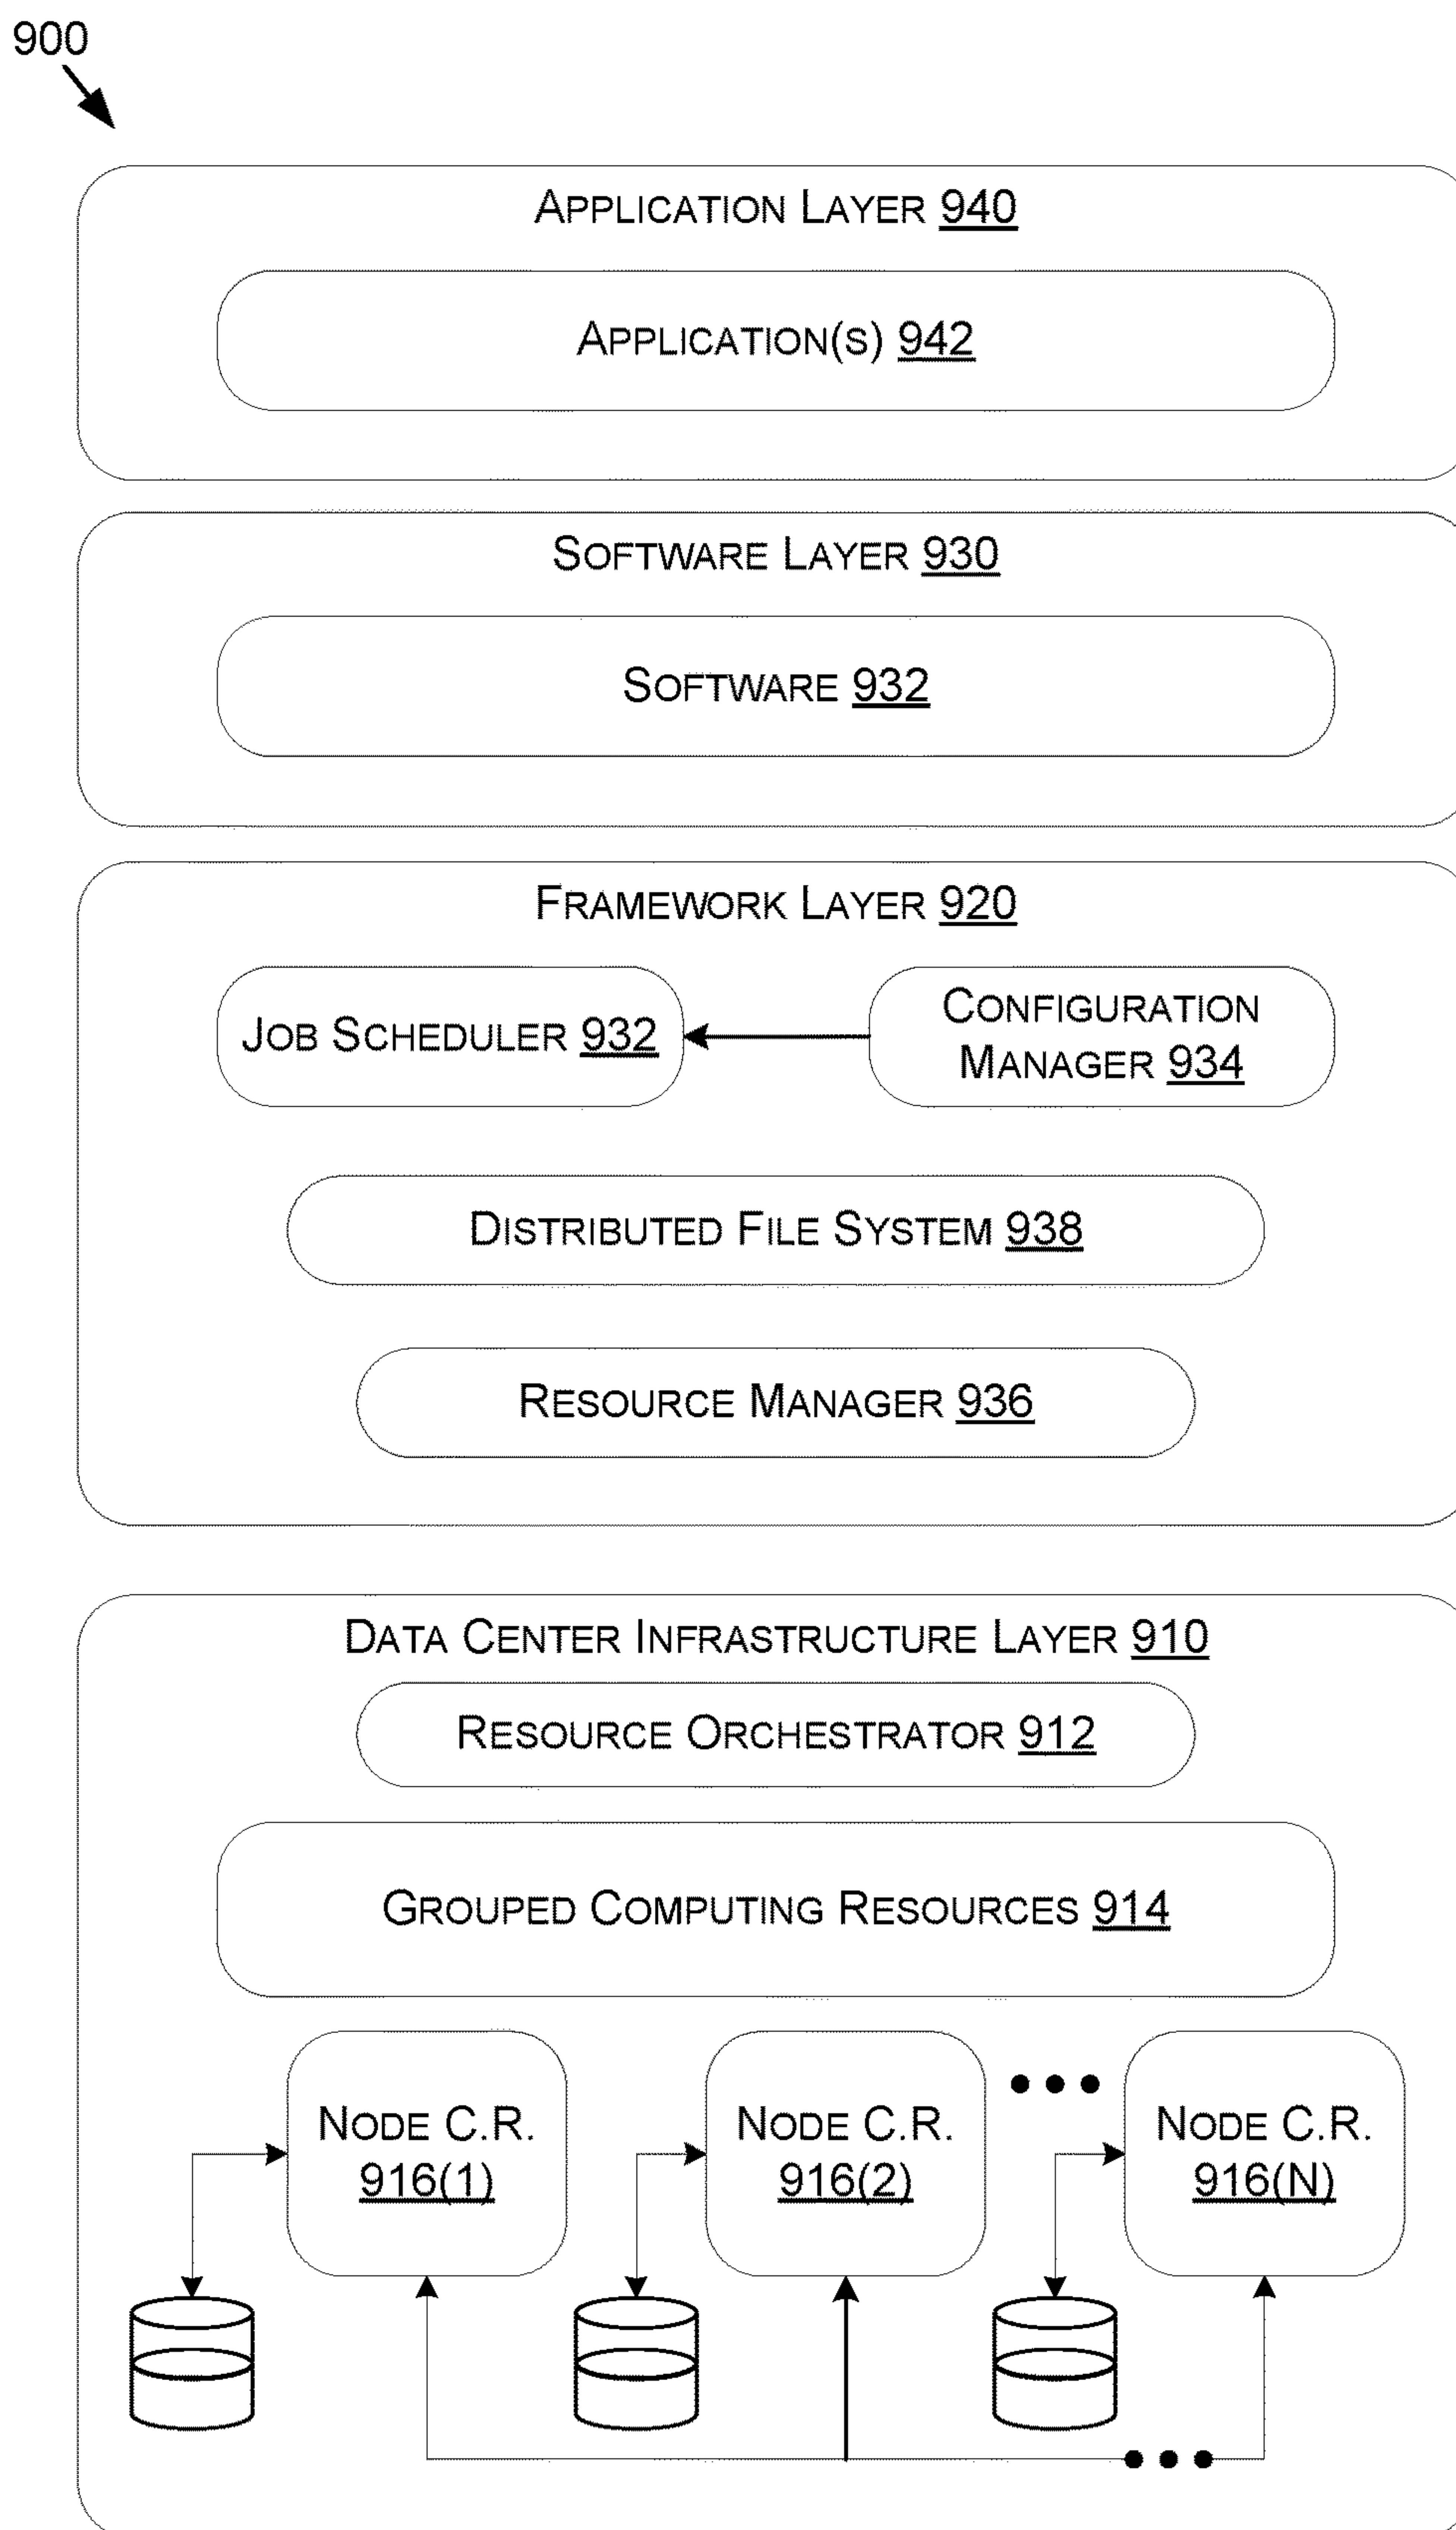 900
APPLICATION LAYER 940
APPLICATION(S) 942
SOFTWARE LAYER 930
SOFTWARE 932
FRAMEWORK LAYER 920
JOB SCHEDULER 932
CONFIGURATION
MANAGER 934
DISTRIBUTED FILE SYSTEM 938
RESOURCE MANAGER 936
DATA CENTER INFRASTRUCTURE LAYER 910
RESOURCE ORCHESTRATOR 912
GROUPED COMPUTING RESOURCES 914
NODE C.R.
916(1)
NODE C.R.
916(2)
NODE C.R.
916(N)